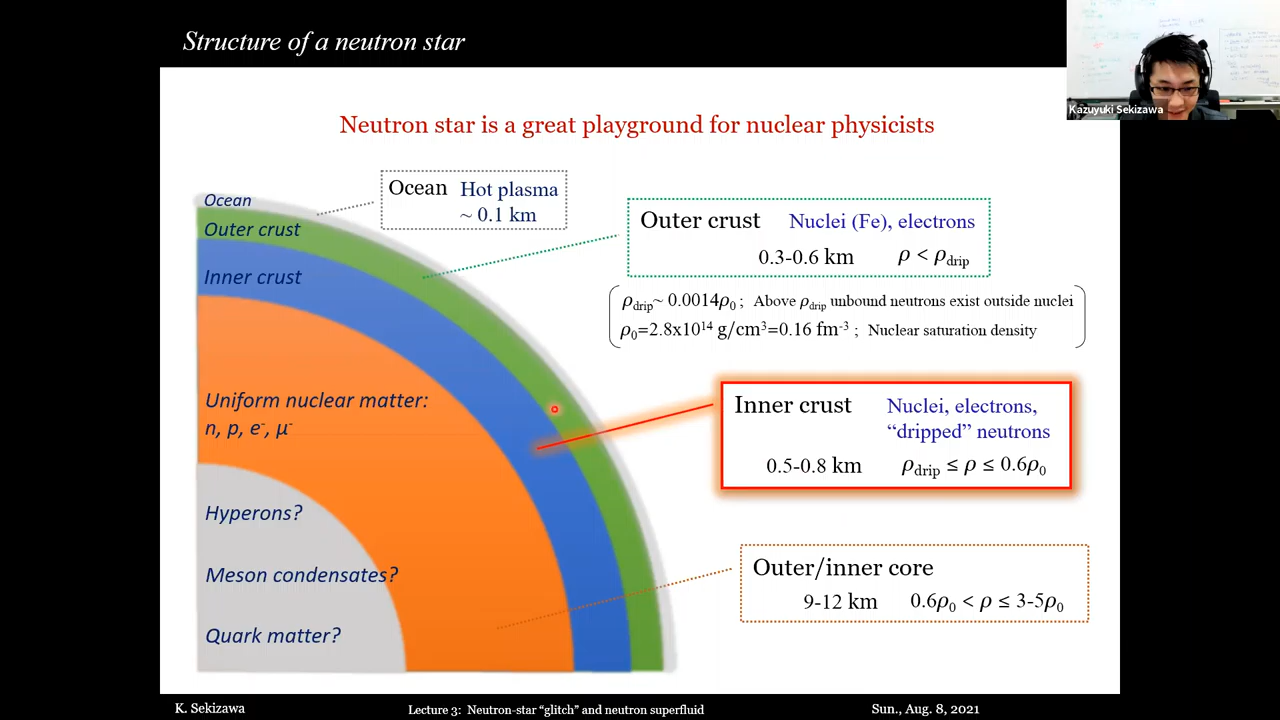 Structure of a neutron star
Kazuyuki Sekizawa
Neutron star is a great playground for nuclear physicists
Ocean
Outer crust
Inner crust
Uniform nuclear matter:
n, p, e⁻, μ⁻
Hyperons?
Meson condensates?
Quark matter?
Ocean Hot plasma
~ 0.1 km
Outer crust Nuclei (Fe), electrons
0.3-0.6 km ρ < ρdrip
ρdrip~ 0.0014ρ₀ ; Above ρdrip unbound neutrons exist outside nuclei
ρ₀=2.8x10¹⁴ g/cm³=0.16 fm⁻³ ; Nuclear saturation density
Inner crust Nuclei, electrons,
“dripped” neutrons
0.5-0.8 km ρdrip ≤ ρ ≤ 0.6ρ₀
Outer/inner core
9-12 km 0.6ρ₀ < ρ ≤ 3-5ρ₀
K. Sekizawa Lecture 3: Neutron-star “glitch” and neutron superfluid Sun., Aug. 8, 2021